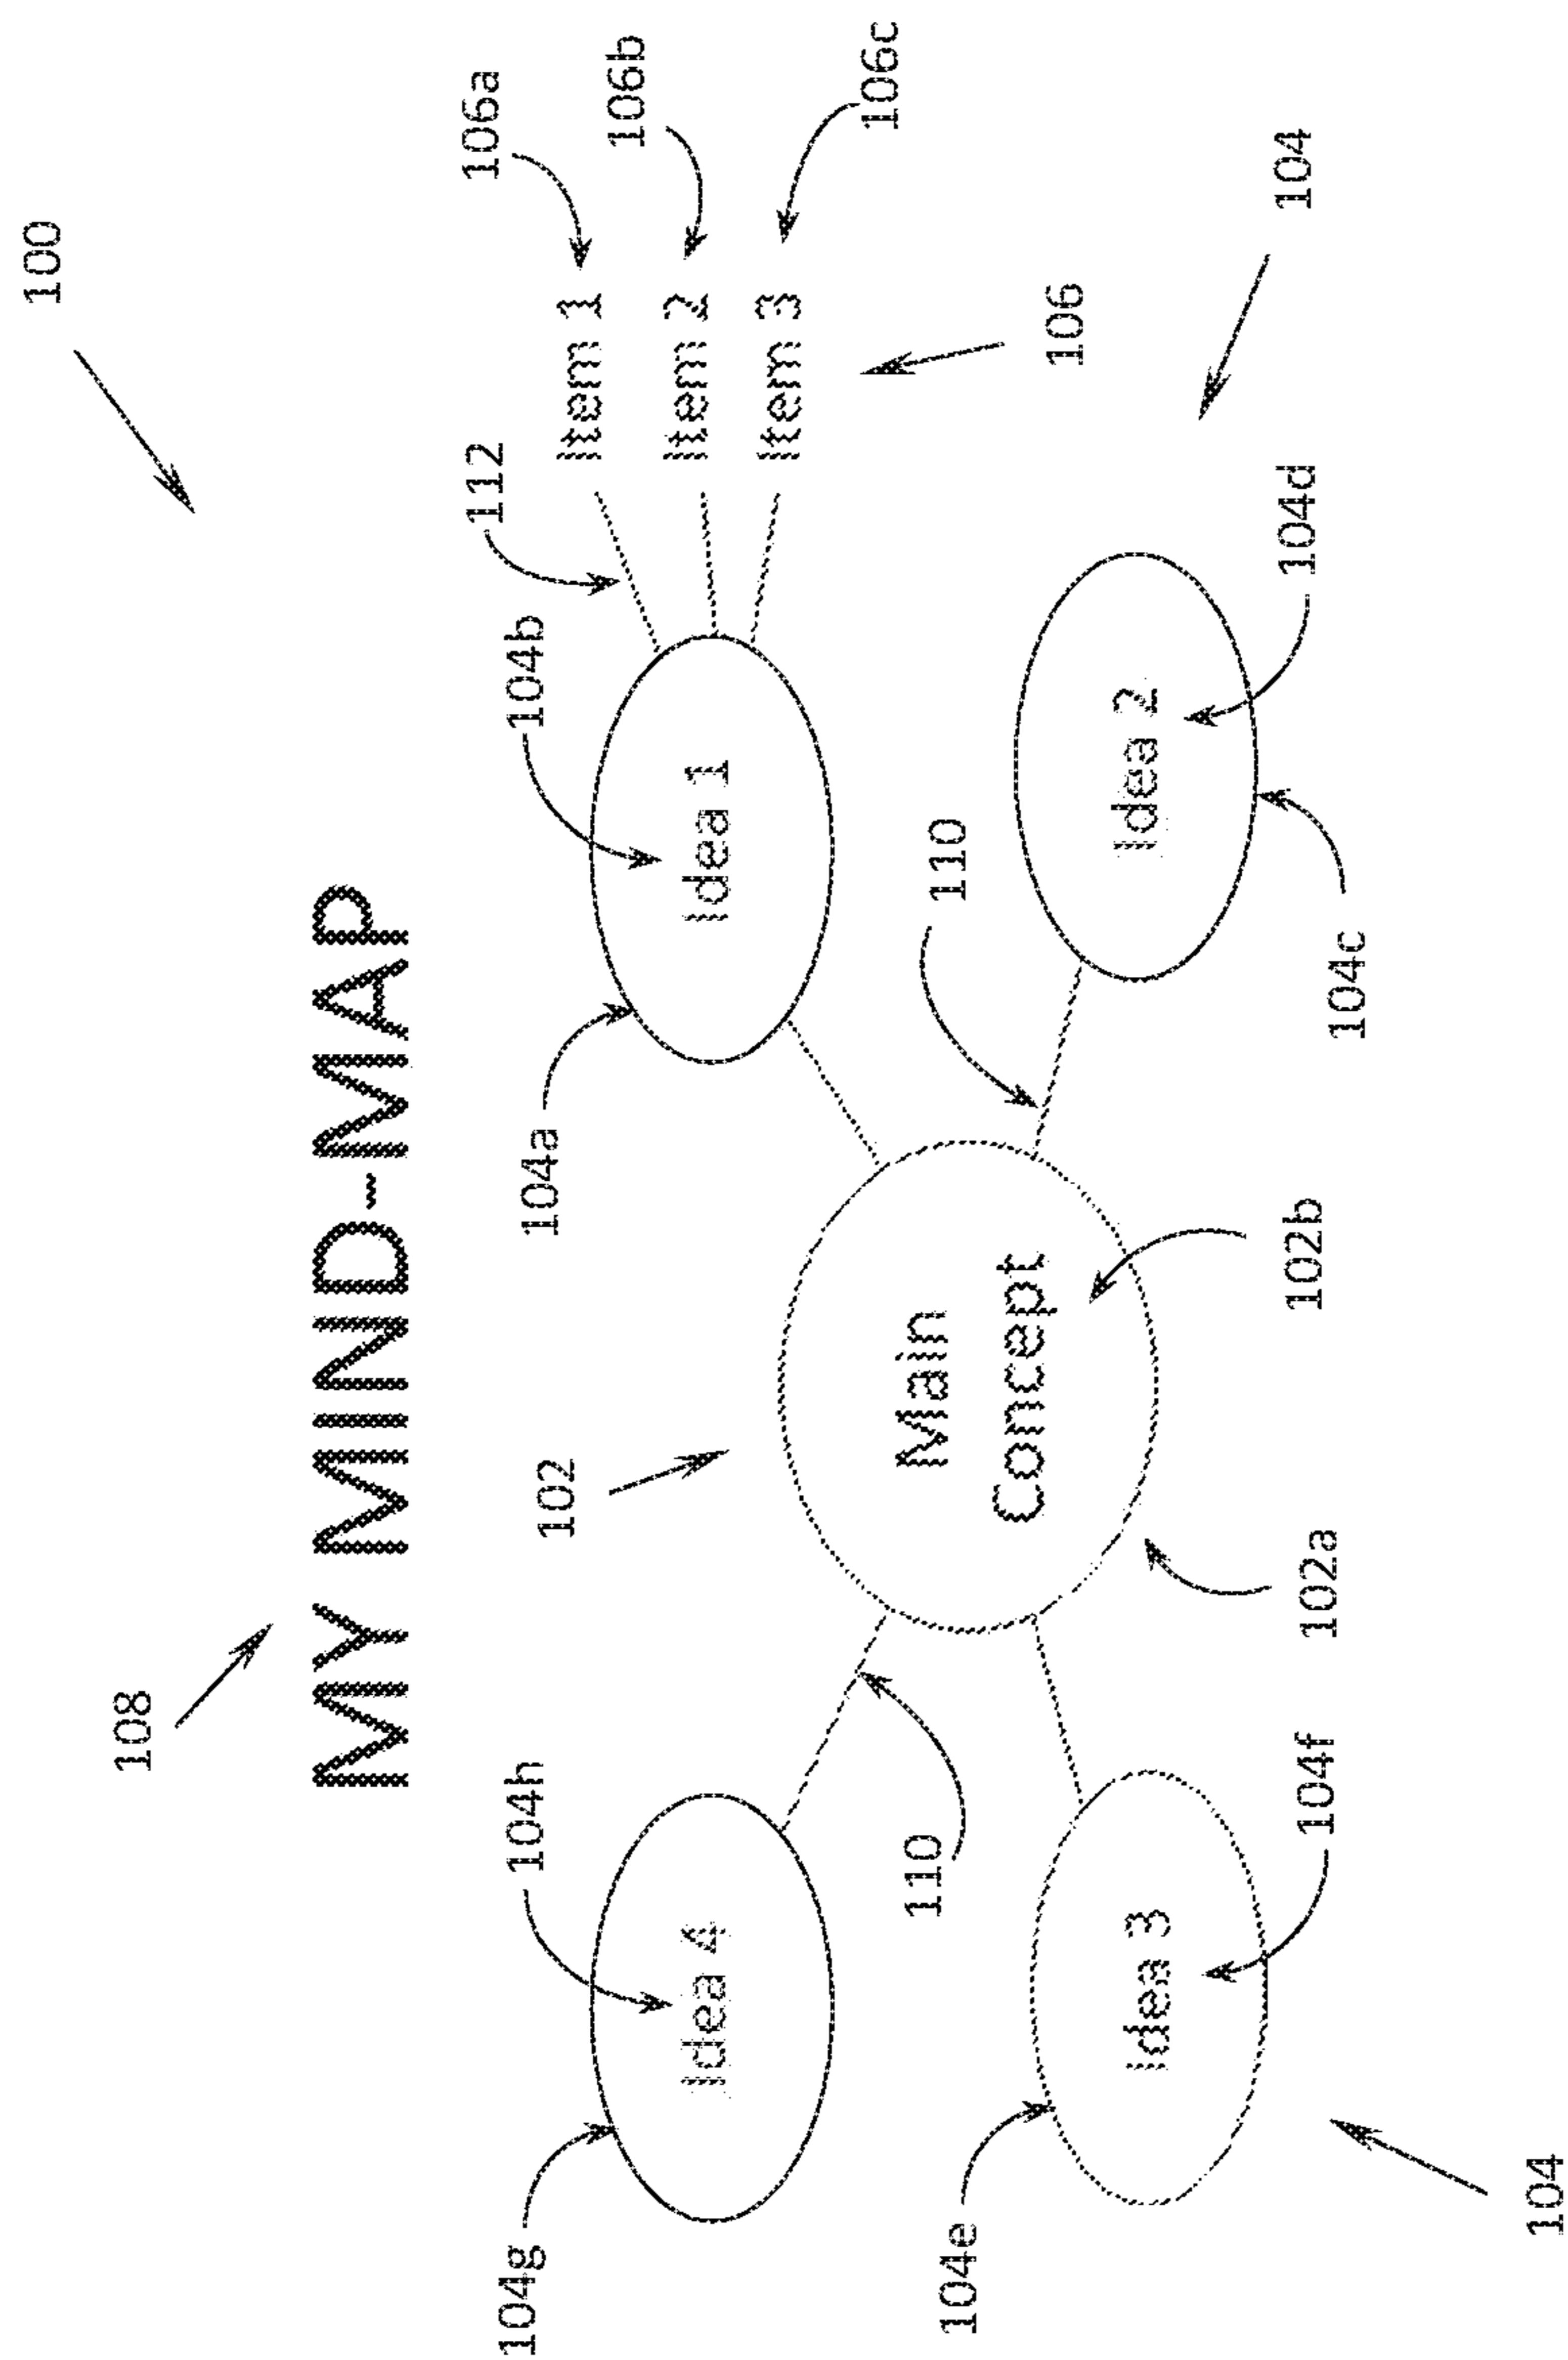 100
108
MY MIND-MAP
104g
104h
102
104a
104b
112
106a
106b
106c
Idea 4
Idea 1
Item 1
Item 2
Item 3
Main
Concept
110
110
106
104e
Idea 3
104f
102a
102b
Idea 2
104c
104d
104
104